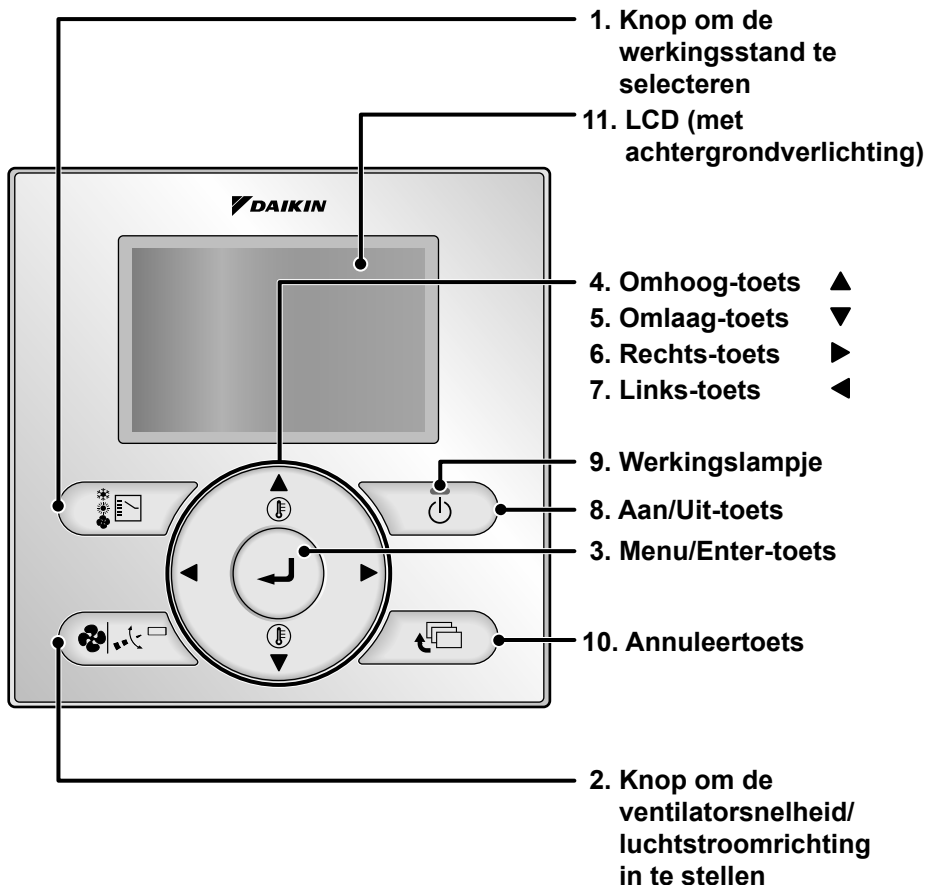 1. Knop om de
werkingsstand te
selecteren
11. LCD (met
achtergrondverlichting)
DAIKIN
4. Omhoog-toets ▲
5. Omlaag-toets ▼
6. Rechts-toets ▶
7. Links-toets ◀
9. Werkingslampje
8. Aan/Uit-toets
3. Menu/Enter-toets
10. Annuleertoets
2. Knop om de
ventilatorsnelheid/
luchtstroomrichting
in te stellen